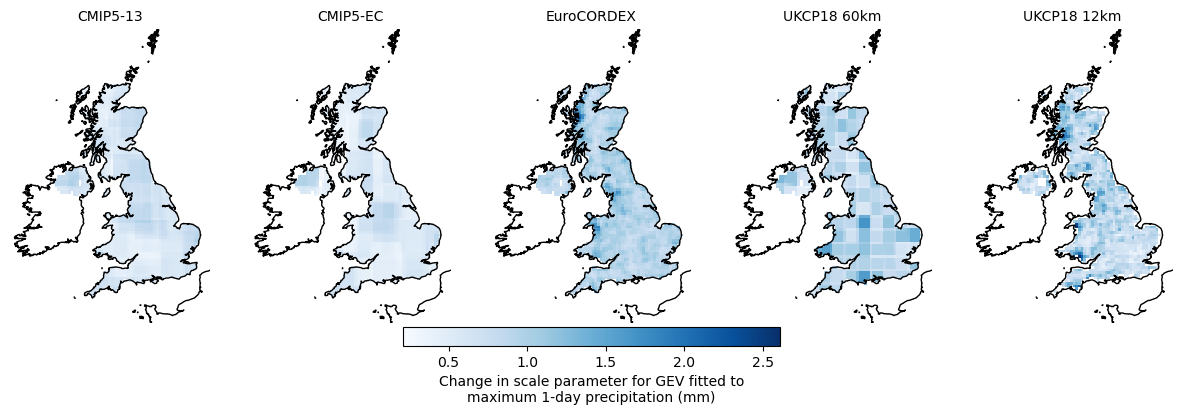 CMIP5-13
CMIP5-EC
EuroCORDEX
UKCP18 60km
UKCP18 12km
0.5
1.0
1.5
2.0
2.5
Change in scale parameter for GEV fitted to
maximum 1-day precipitation (mm)